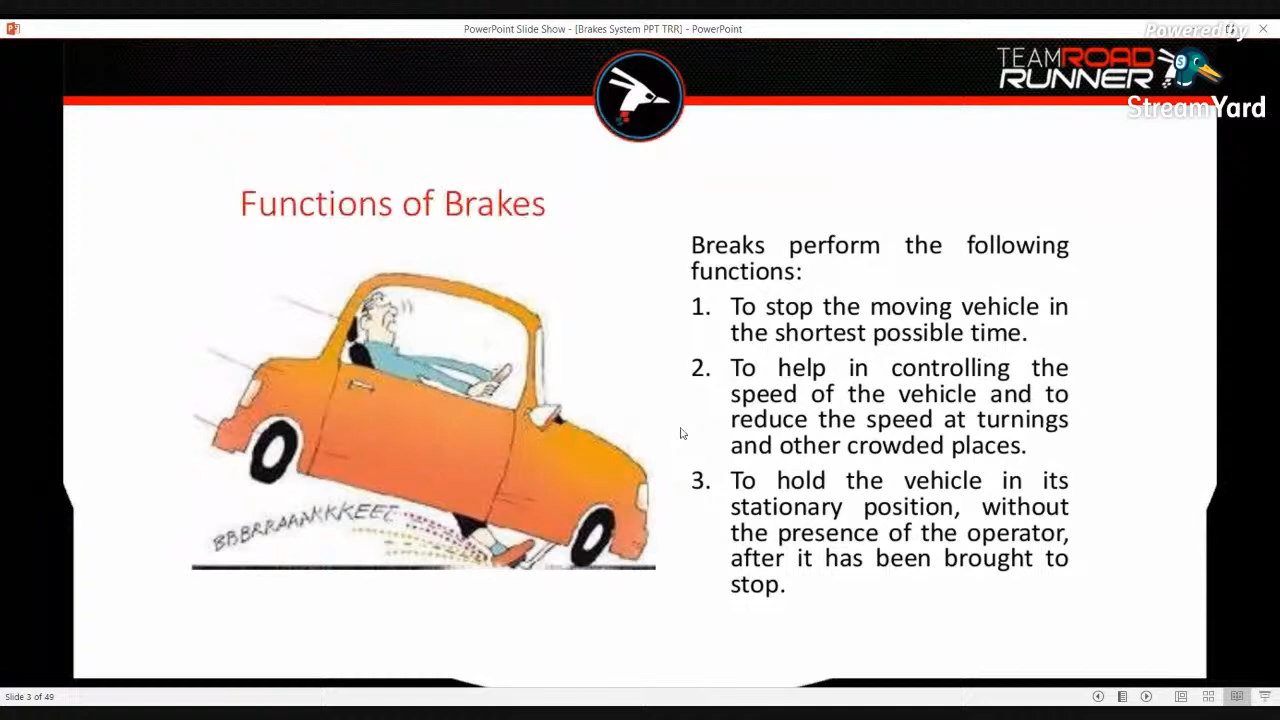 PowerPoint Slide Show - [Brakes System PPT TRR] - PowerPoint
Powered by
TEAMROAD
RUNNER
StreamYard
Functions of Brakes
Breaks perform the following
functions:
1. To stop the moving vehicle in
the shortest possible time.
2. To help in controlling the
speed of the vehicle and to
reduce the speed at turnings
and other crowded places.
3. To hold the vehicle in its
stationary position, without
the presence of the operator,
after it has been brought to
stop.
Slide 3 of 49